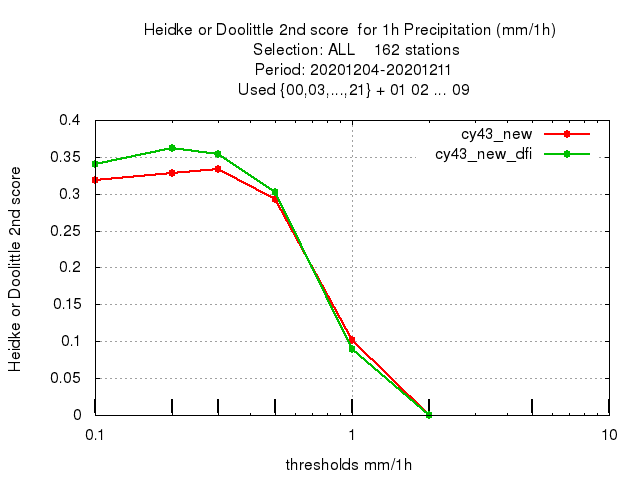 Heidke or Doolittle 2nd score  for 1h Precipitation (mm/1h)
Selection: ALL    162 stations
Period: 20201204-20201211
Used {00,03,...,21} + 01 02 ... 09
cy43_new
cy43_new_dfi
Heidke or Doolittle 2nd score
0.4
0.35
0.3
0.25
0.2
0.15
0.1
0.05
0
0.1
1
10
thresholds mm/1h